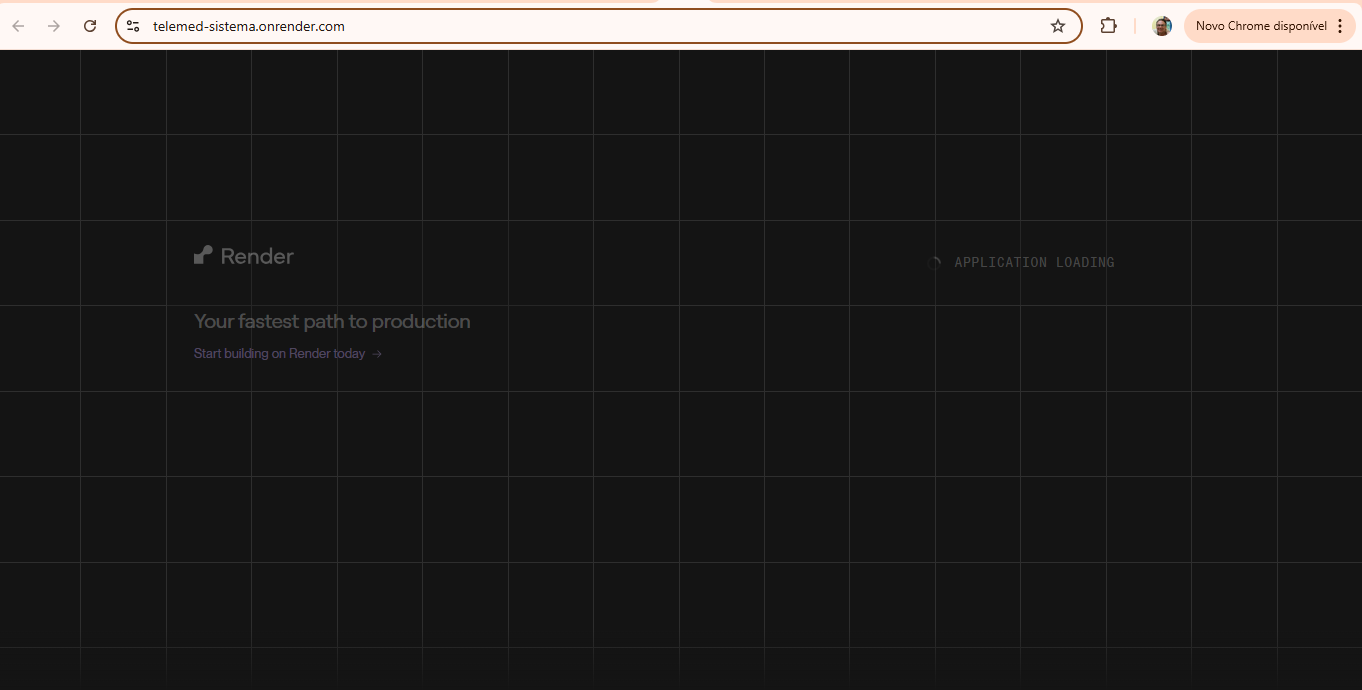 telemed-sistema.onrender.com
Novo Chrome disponível
Render
APPLICATION LOADING
Your fastest path to production
Start building on Render today →